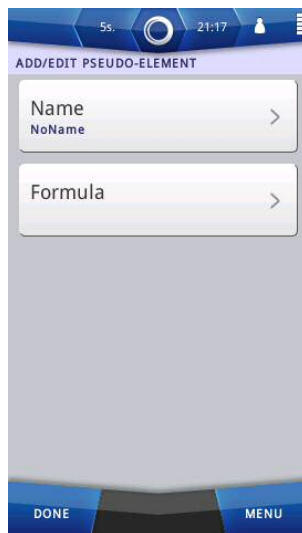 5s. 21:17
ADD/EDIT PSEUDO-ELEMENT
Name
NoName
Formula
DONE MENU